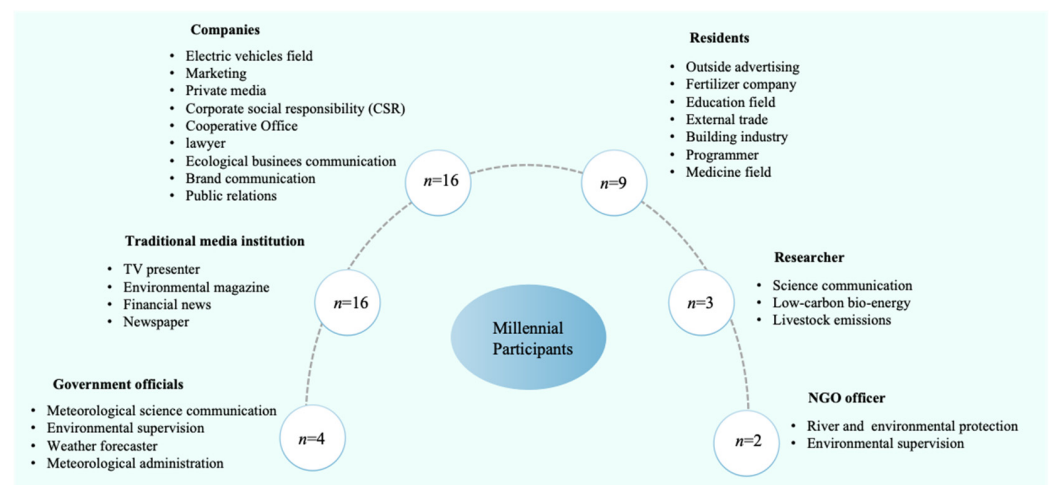 Companies
• Electric vehicles field
• Marketing
• Private media
• Corporate social responsibility (CSR)
• Cooperative Office
• lawyer
• Ecological businees communication
• Brand communication
• Public relations
n=16
Residents
• Outside advertising
• Fertilizer company
• Education field
• External trade
• Building industry
• Programmer
• Medicine field
n=9
Traditional media institution
• TV presenter
• Environmental magazine
• Financial news
• Newspaper
n=16
Millennial
Participants
Researcher
• Science communication
• Low-carbon bio-energy
• Livestock emissions
n=3
Government officials
• Meteorological science communication
• Environmental supervision
• Weather forecaster
• Meteorological administration
n=4
NGO officer
• River and environmental protection
• Environmental supervision
n=2